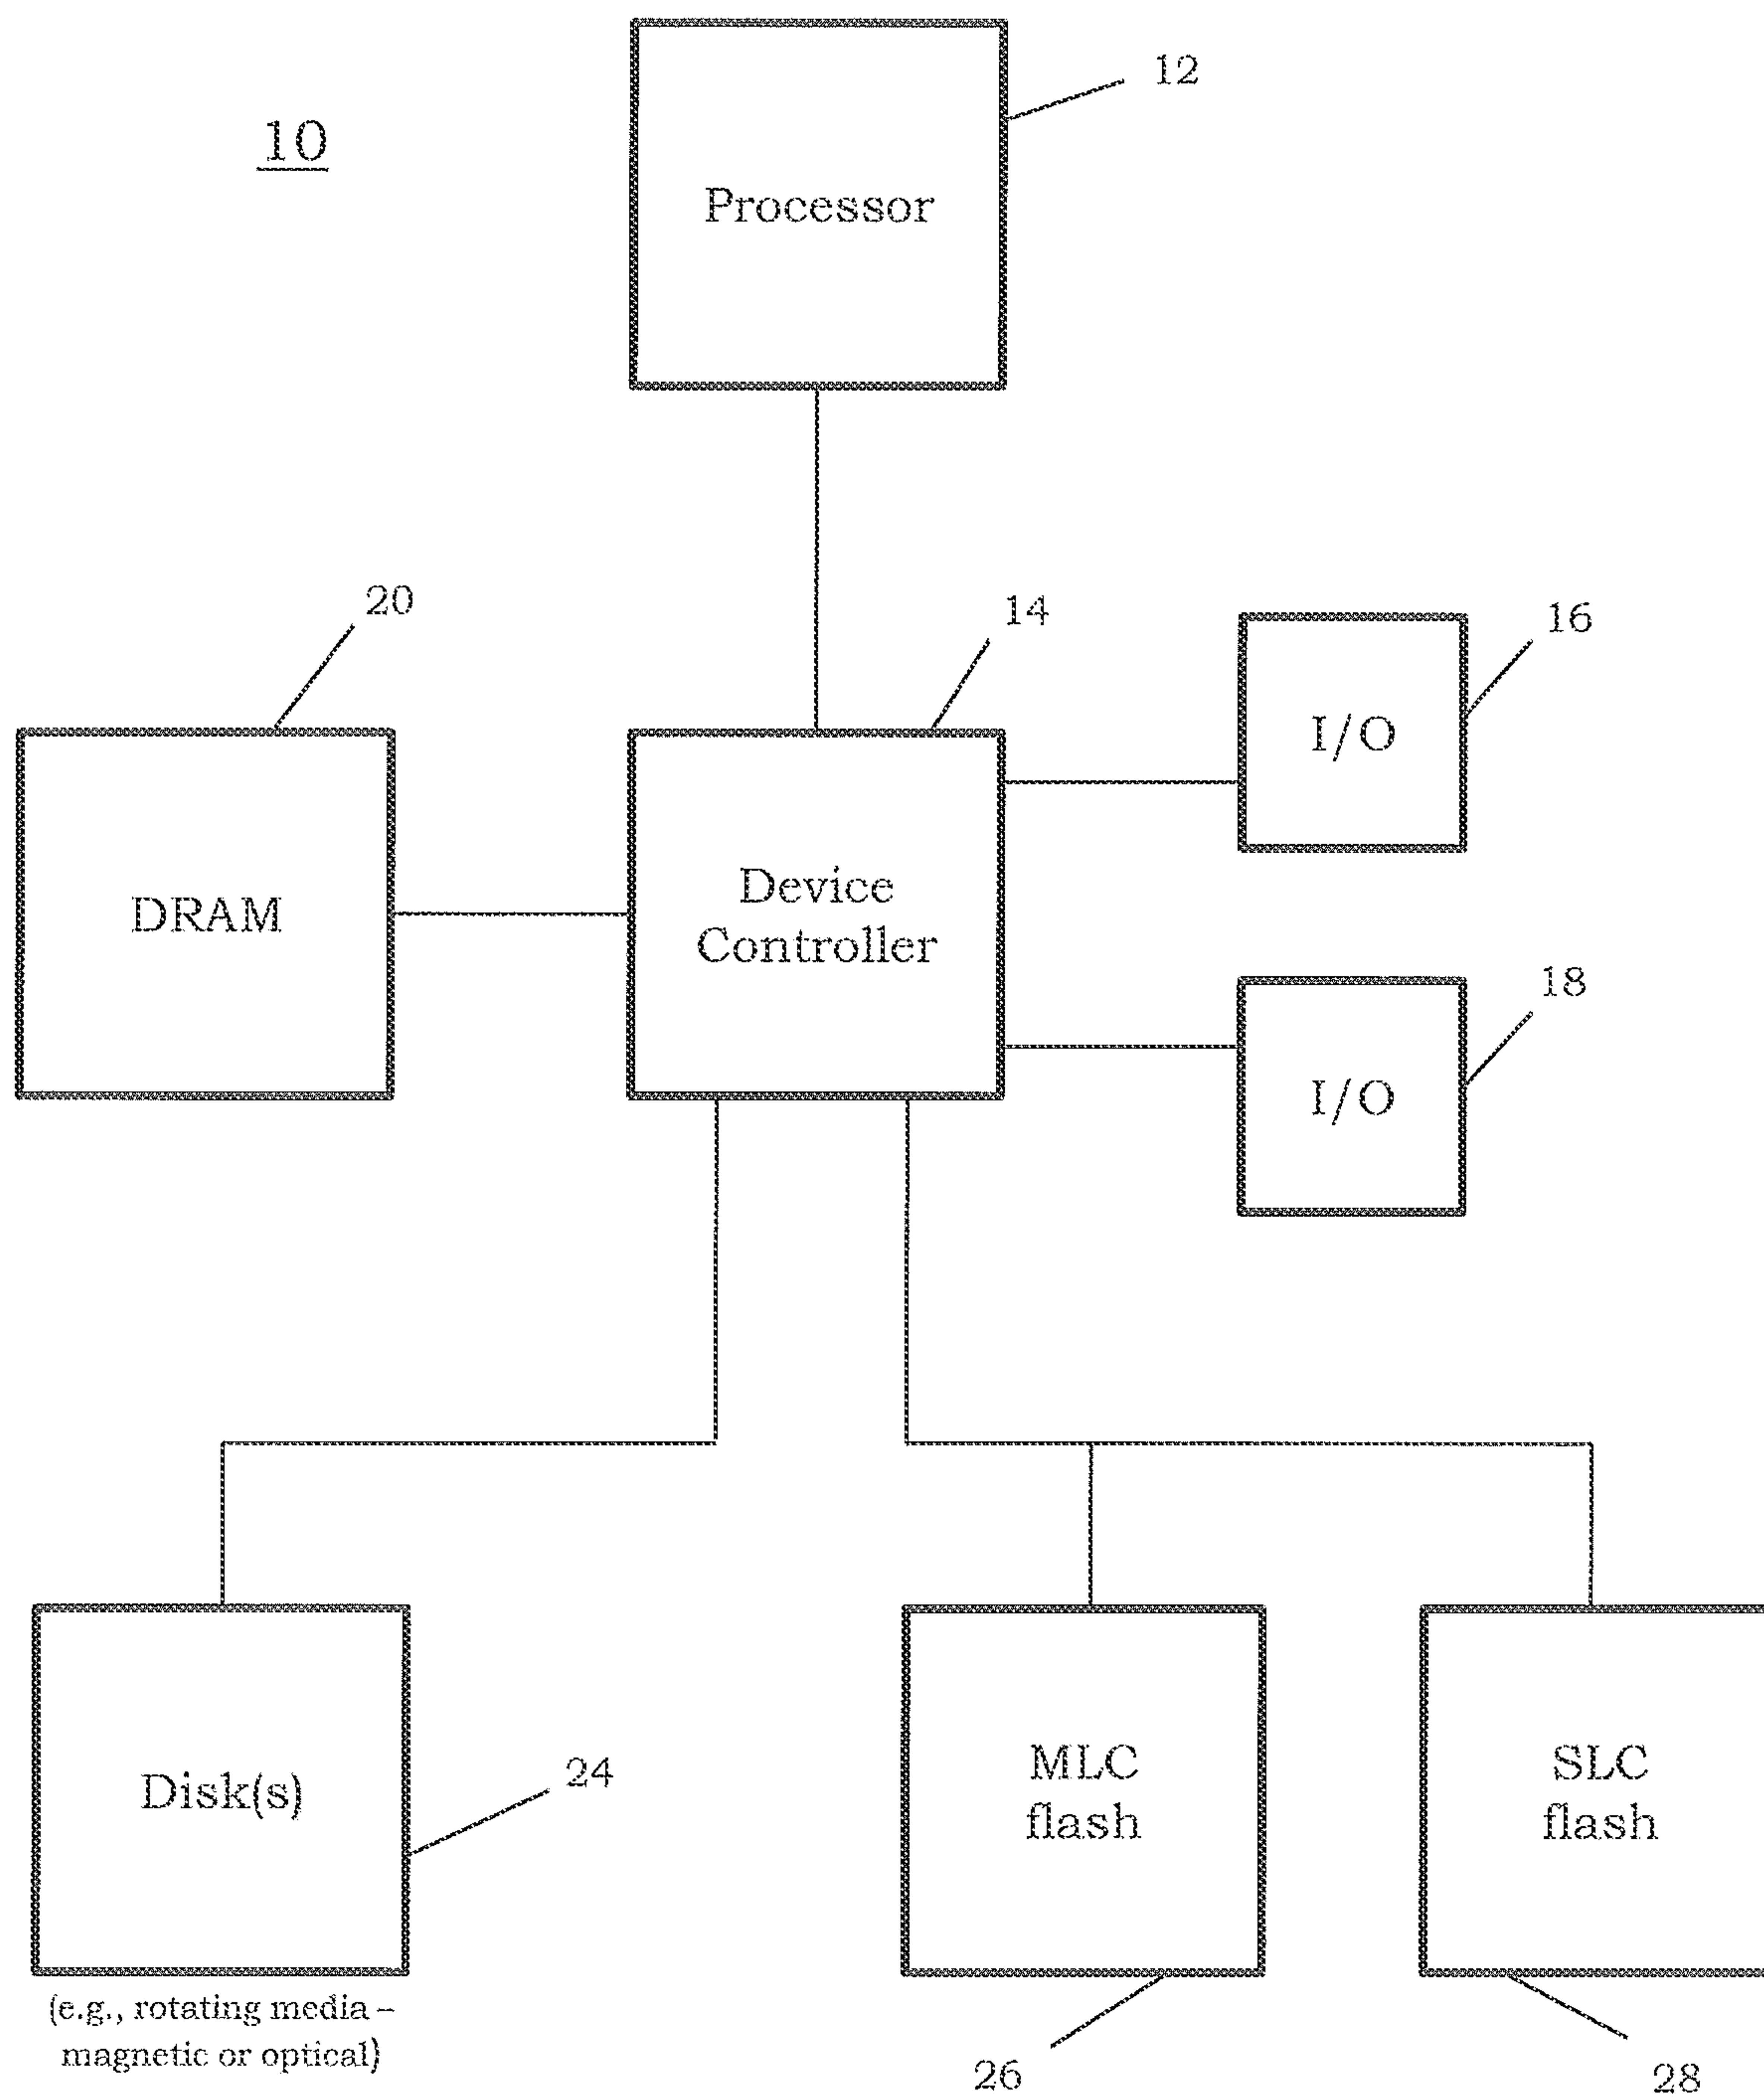 12
10
Processor
20
14
16
I/O
DRAM
Device
Controller
18
I/O
Disk(s)
24
MLC
flash
SLC
flash
(e.g., rotating media –
magnetic or optical)
26
28